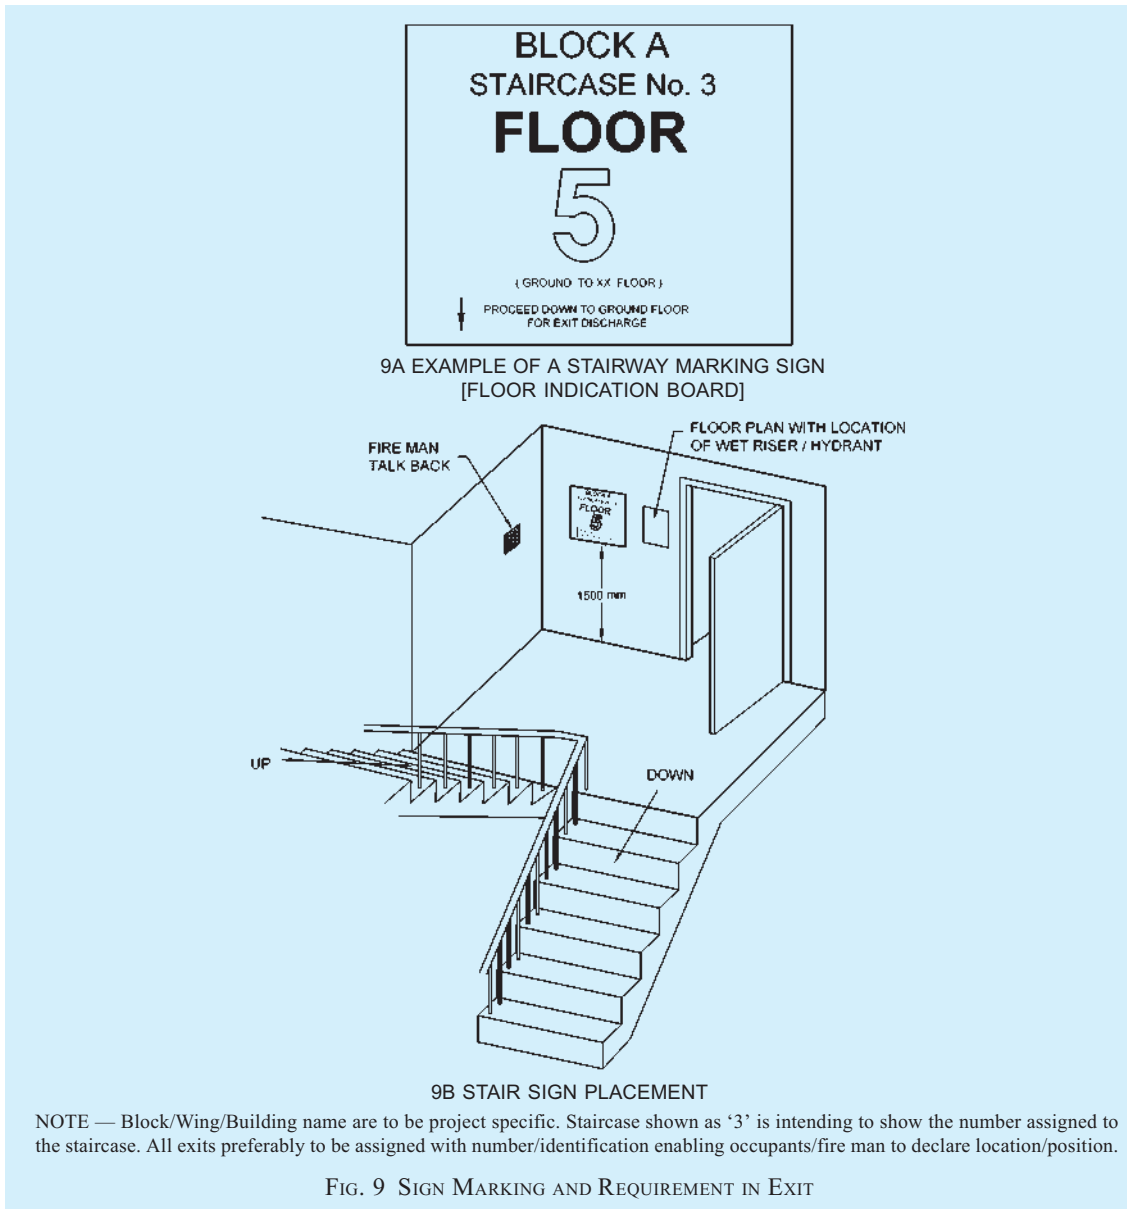 BLOCK A
STAIRCASE No. 3
FLOOR
5
( GROUND TO XX FLOOR )
PROCEED DOWN TO GROUND FLOOR
FOR EXIT DISCHARGE
9A EXAMPLE OF A STAIRWAY MARKING SIGN
[FLOOR INDICATION BOARD]
FLOOR PLAN WITH LOCATION
OF WET RISER / HYDRANT
FIRE MAN
TALK BACK
BLOCK A
FLOOR
5
1500 mm
UP
DOWN
9B STAIR SIGN PLACEMENT
NOTE — Block/Wing/Building name are to be project specific. Staircase shown as ‘3’ is intending to show the number assigned to
the staircase. All exits preferably to be assigned with number/identification enabling occupants/fire man to declare location/position.
FIG. 9 SIGN MARKING AND REQUIREMENT IN EXIT